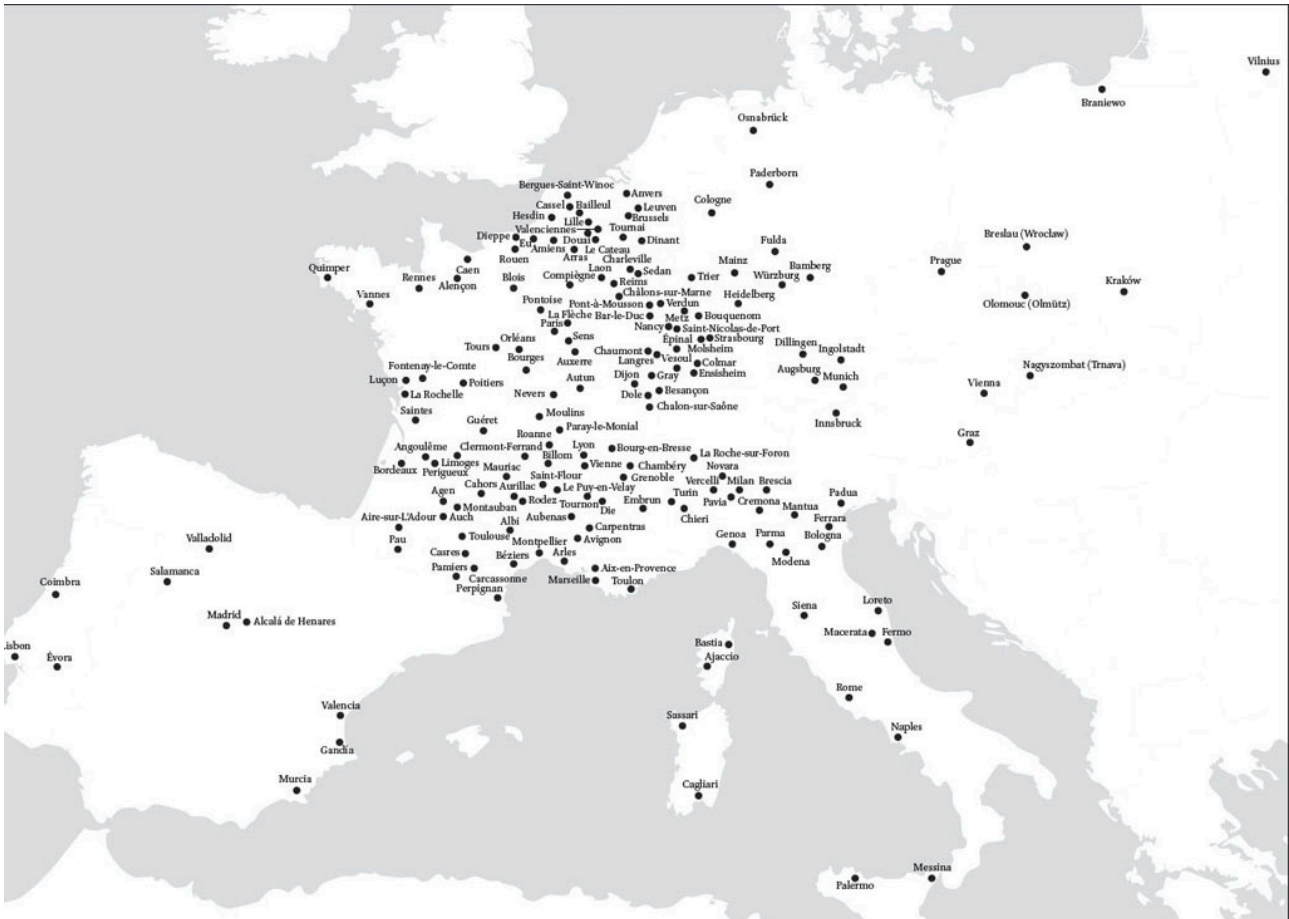 Vilnius
Braniewo
Osnabrück
Paderborn
Bergues-Saint-Winoc
Anvers
Cassel
Bailleul
Leuven
Cologne
Hesdin
Lille
Brussels
Valenciennes
Tournai
Dieppe
Eu
Amiens
Douai
Le Cateau
Dinant
Fulda
Breslau (Wrocław)
Rouen
Arras
Charleville
Quimper
Rennes
Caen
Alençon
Blois
Compiègne
Laon
Sedan
Reims
Trier
Mainz
Würzburg
Bamberg
Prague
Kraków
Vannes
Châlons-sur-Marne
Heidelberg
Olomouc (Olmütz)
Pontoise
Pont-à-Mousson
Verdun
La Flèche
Bar-le-Duc
Metz
Bouquenom
Paris
Nancy
Saint-Nicolas-de-Port
Orléans
Sens
Épinal
Strasbourg
Tours
Bourges
Auxerre
Chaumont
Molsheim
Dillingen
Ingolstadt
Langres
Vesoul
Colmar
Fontenay-le-Comte
Autun
Dijon
Gray
Ensisheim
Augsburg
Munich
Nagyszombat (Trnava)
Luçon
Poitiers
Vienna
La Rochelle
Nevers
Dole
Besançon
Chalon-sur-Saône
Saintes
Moulins
Innsbruck
Guéret
Paray-le-Monial
Graz
Roanne
Angoulême
Clermont-Ferrand
Lyon
Bourg-en-Bresse
La Roche-sur-Foron
Bordeaux
Limoges
Billom
Vienne
Chambéry
Novara
Perigueux
Mauriac
Saint-Flour
Grenoble
Vercelli
Milan
Brescia
Cahors
Aurillac
Le Puy-en-Velay
Turin
Agen
Rodez
Tournon
Embrun
Pavia
Cremona
Mantua
Padua
Montauban
Die
Chieri
Aire-sur-L'Adour
Auch
Albi
Aubenas
Carpentras
Ferrara
Pau
Toulouse
Montpellier
Avignon
Genoa
Parma
Bologna
Valladolid
Casres
Béziers
Arles
Modena
Salamanca
Pamiers
Carcassonne
Aix-en-Provence
Coimbra
Perpignan
Marseille
Toulon
Madrid
Alcalá de Henares
Siena
Loreto
Macerata
Fermo
isbon
Évora
Bastia
Ajaccio
Rome
Valencia
Sassari
Naples
Gandia
Murcia
Cagliari
Messina
Palermo